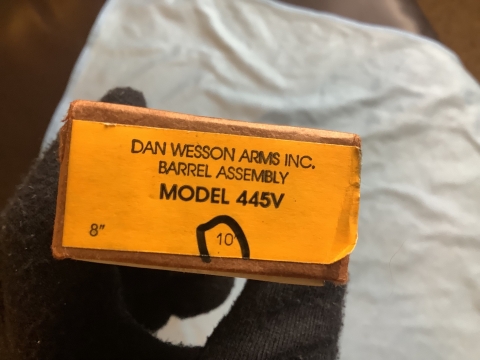 DAN WESSON ARMS INC.
BARREL ASSEMBLY
MODEL 445V
8" 10"